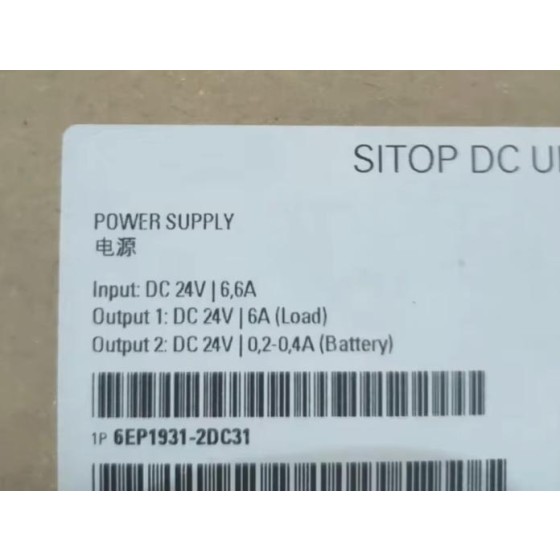 SITOP DC U
POWER SUPPLY
电源
Input: DC 24V | 6,6A
Output 1: DC 24V | 6A (Load)
Output 2: DC 24V | 0,2-0,4A (Battery)
1P 6EP1931-2DC31